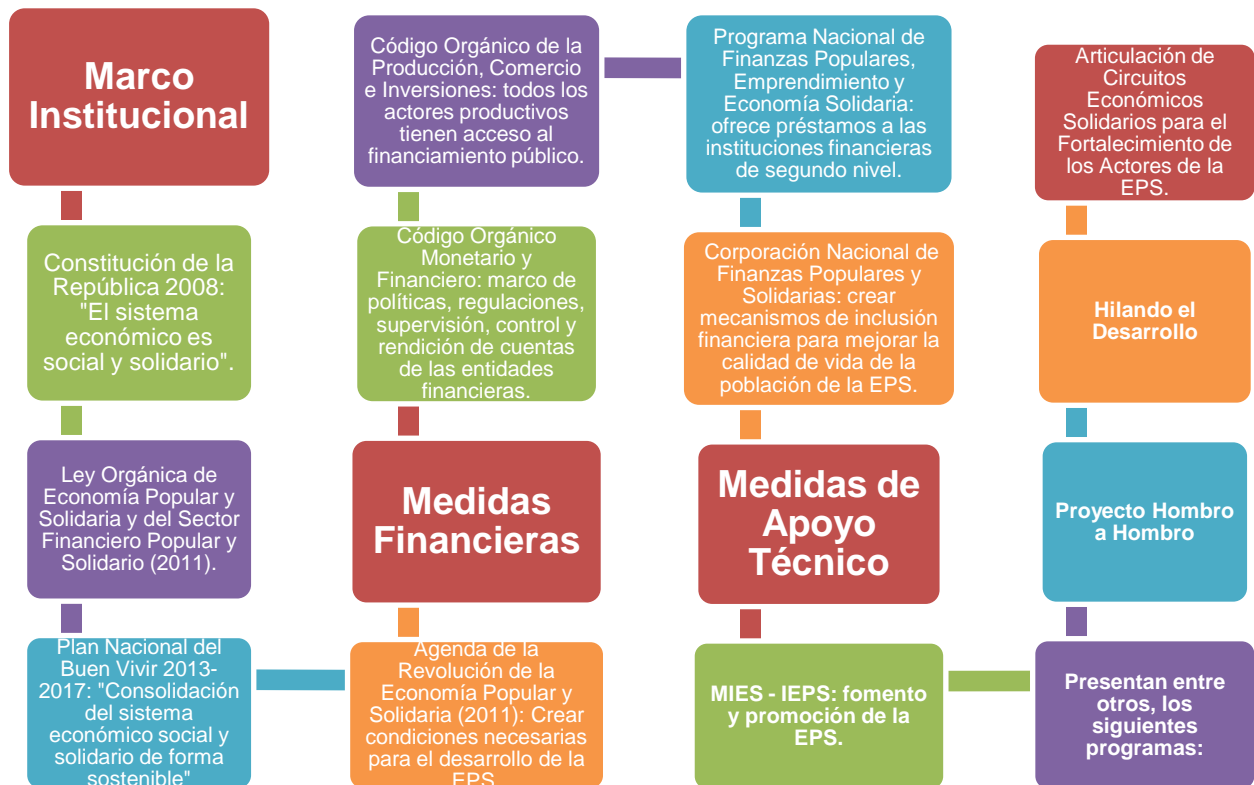 Marco
Institucional
Constitución de la
República 2008:
"El sistema
económico es
social y solidario".
Ley Orgánica de
Economía Popular y
Solidaria y del Sector
Financiero Popular y
Solidario (2011).
Plan Nacional del
Buen Vivir 2013-
2017: "Consolidación
del sistema
económico social y
solidario de forma
sostenible"
Agenda de la
Revolución de la
Economía Popular y
Solidaria (2011): Crear
condiciones necesarias
para el desarrollo de la
EPS
Medidas
Financieras
Código Orgánico
Monetario y
Financiero: marco de
políticas, regulaciones,
supervisión, control y
rendición de cuentas
de las entidades
financieras.
Código Orgánico de la
Producción, Comercio
e Inversiones: todos los
actores productivos
tienen acceso al
financiamiento público.
Programa Nacional de
Finanzas Populares,
Emprendimiento y
Economía Solidaria:
ofrece préstamos a las
instituciones financieras
de segundo nivel.
Corporación Nacional de
Finanzas Populares y
Solidarias: crear
mecanismos de inclusión
financiera para mejorar la
calidad de vida de la
población de la EPS.
Medidas de
Apoyo
Técnico
MIES - IEPS: fomento
y promoción de la
EPS.
Presentan entre
otros, los
siguientes
programas:
Proyecto Hombro
a Hombro
Hilando el
Desarrollo
Articulación de
Circuitos
Económicos
Solidarios para el
Fortalecimiento de
los Actores de la
EPS.